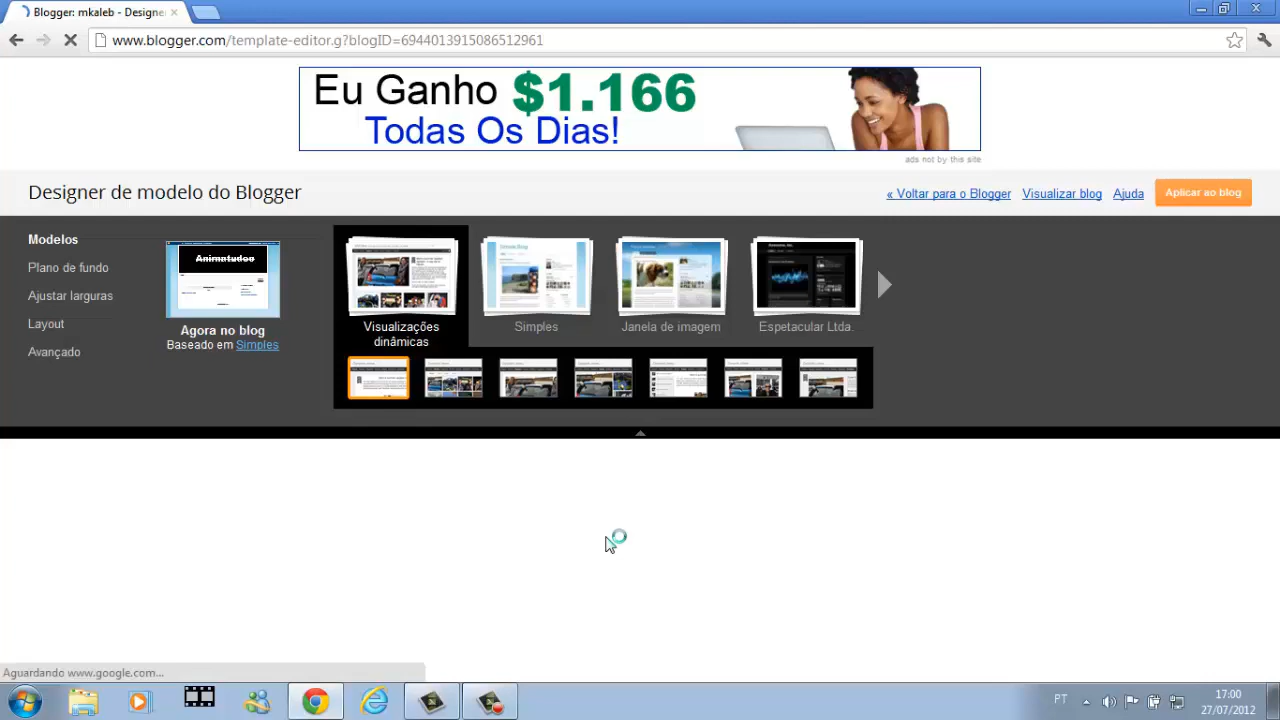 Blogger: mkaleb - Designe
www.blogger.com/template-editor.g?blogID=6944013915086512961
Eu Ganho $1.166
Todas Os Dias!
ads not by this site
Designer de modelo do Blogger
« Voltar para o Blogger Visualizar blog Ajuda Aplicar ao blog
Modelos
Plano de fundo
Ajustar larguras
Layout
Avançado
Animatudos
Agora no blog
Baseado em Simples
Visualizações dinâmicas
Simples
Janela de imagem
Espetacular Ltda.
Aguardando www.google.com...
PT
17:00
27/07/2012